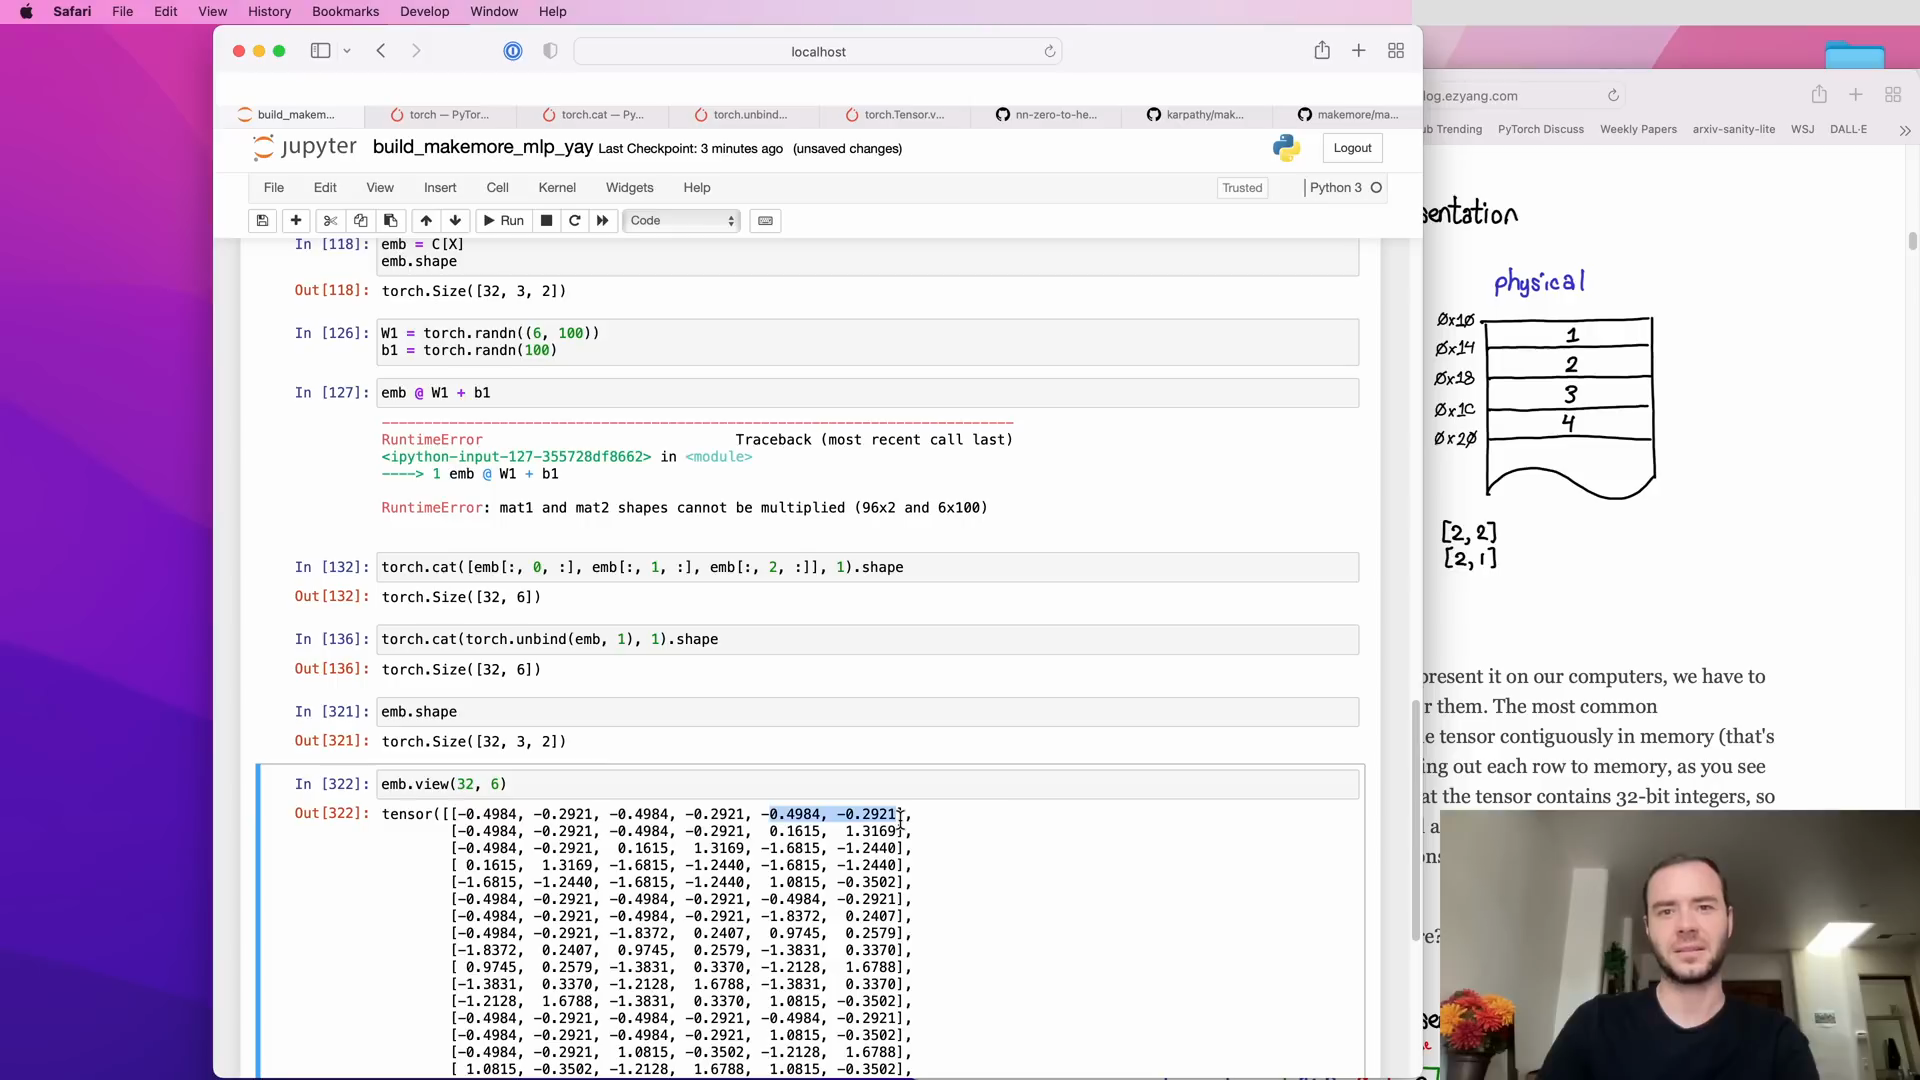 Safari File Edit View History Bookmarks Develop Window Help
localhost
build_makem... torch — PyTor... torch.cat — Py... torch.unbind... torch.Tensor.v... nn-zero-to-he... karpathy/mak... makemore/ma...
jupyter build_makemore_mlp_yay Last Checkpoint: 3 minutes ago (unsaved changes) Logout
File Edit View Insert Cell Kernel Widgets Help Trusted Python 3
Run Code
In [118]: emb = C[X]
emb.shape
Out[118]: torch.Size([32, 3, 2])
In [126]: W1 = torch.randn((6, 100))
b1 = torch.randn(100)
In [127]: emb @ W1 + b1
RuntimeError Traceback (most recent call last)
<ipython-input-127-355728df8662> in <module>
----> 1 emb @ W1 + b1
RuntimeError: mat1 and mat2 shapes cannot be multiplied (96x2 and 6x100)
In [132]: torch.cat([emb[:, 0, :], emb[:, 1, :], emb[:, 2, :]], 1).shape
Out[132]: torch.Size([32, 6])
In [136]: torch.cat(torch.unbind(emb, 1), 1).shape
Out[136]: torch.Size([32, 6])
In [321]: emb.shape
Out[321]: torch.Size([32, 3, 2])
In [322]: emb.view(32, 6)
Out[322]: tensor([[-0.4984, -0.2921, -0.4984, -0.2921, -0.4984, -0.2921],
[-0.4984, -0.2921, -0.4984, -0.2921, 0.1615, 1.3169],
[-0.4984, -0.2921, 0.1615, 1.3169, -1.6815, -1.2440],
[ 0.1615, 1.3169, -1.6815, -1.2440, -1.6815, -1.2440],
[-1.6815, -1.2440, -1.6815, -1.2440, 1.0815, -0.3502],
[-0.4984, -0.2921, -0.4984, -0.2921, -0.4984, -0.2921],
[-0.4984, -0.2921, -0.4984, -0.2921, -1.8372, 0.2407],
[-0.4984, -0.2921, -1.8372, 0.2407, 0.9745, 0.2579],
[-1.8372, 0.2407, 0.9745, 0.2579, -1.3831, 0.3370],
[ 0.9745, 0.2579, -1.3831, 0.3370, -1.2128, 1.6788],
[-1.3831, 0.3370, -1.2128, 1.6788, -1.3831, 0.3370],
[-1.2128, 1.6788, -1.3831, 0.3370, 1.0815, -0.3502],
[-0.4984, -0.2921, -0.4984, -0.2921, -0.4984, -0.2921],
[-0.4984, -0.2921, -0.4984, -0.2921, 1.0815, -0.3502],
[-0.4984, -0.2921, 1.0815, -0.3502, -1.2128, 1.6788],
[ 1.0815, -0.3502, -1.2128, 1.6788, 1.0815, -0.3502],
log.ezyang.com
ub Trending PyTorch Discuss Weekly Papers arxiv-sanity-lite WSJ DALL·E
sentation
physical
0x10 1
0x14 2
0x18 3
0x1C 4
0x20
[2,2]
[2,1]
present it on our computers, we have to
r them. The most common
e tensor contiguously in memory (that's
ing out each row to memory, as you see
at the tensor contains 32-bit integers, so